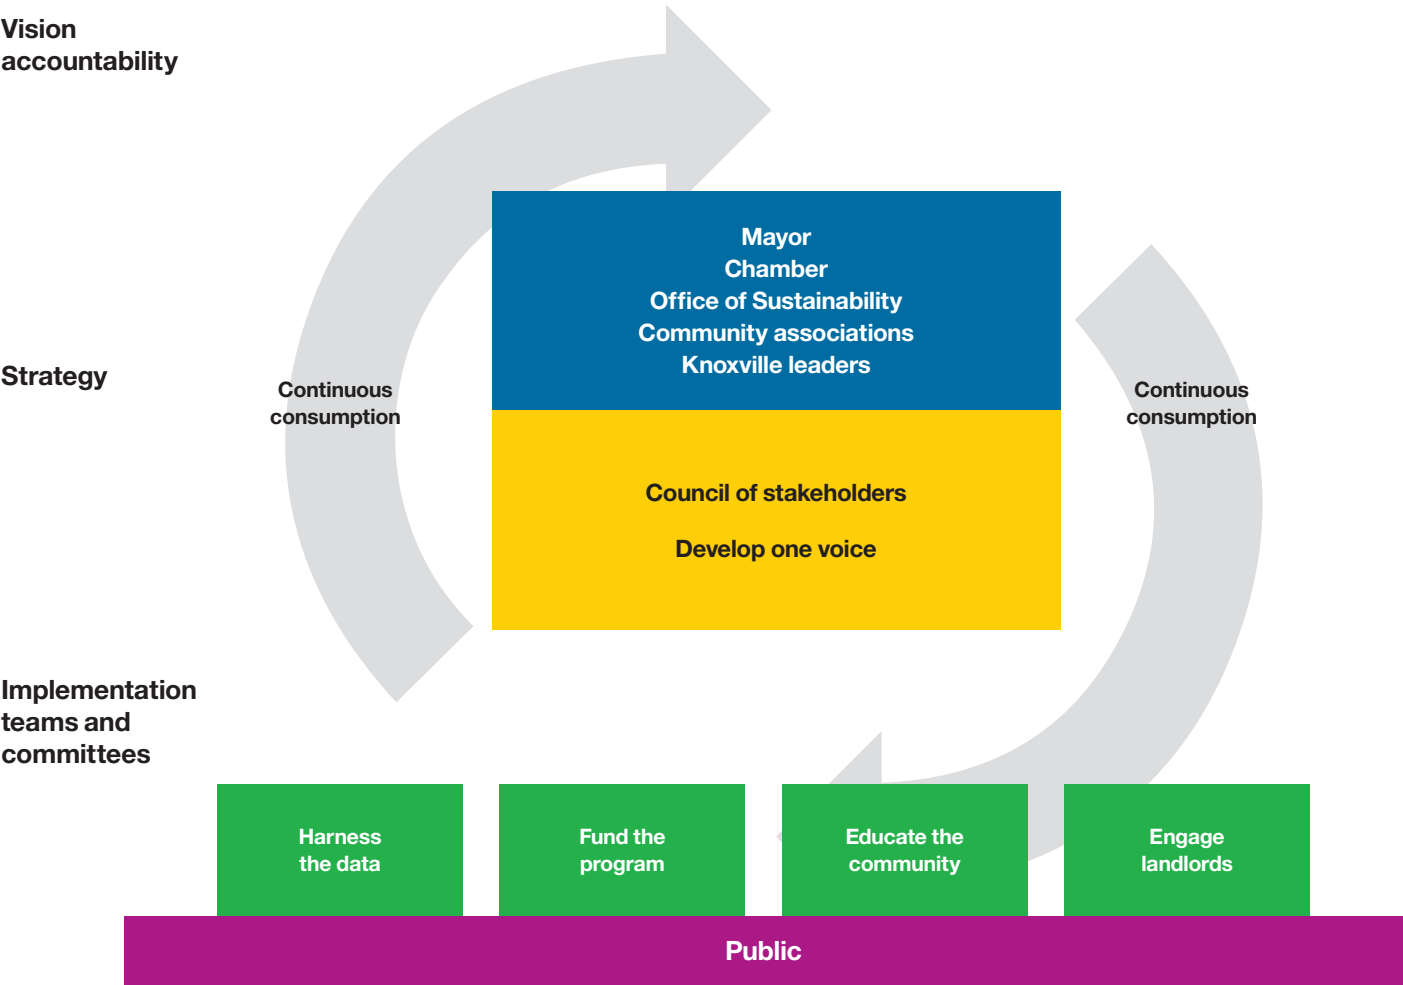 Vision
accountability
Mayor
Chamber
Office of Sustainability
Community associations
Knoxville leaders
Strategy
Continuous
consumption
Continuous
consumption
Council of stakeholders
Develop one voice
Implementation
teams and
committees
Harness
the data
Fund the
program
Educate the
community
Engage
landlords
Public